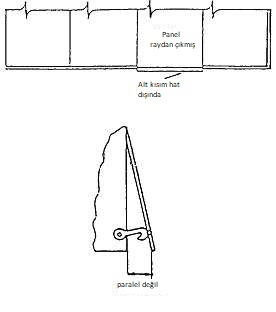 Panel
raydan çıkmış
Alt kısım hat
dışında
paralel değil